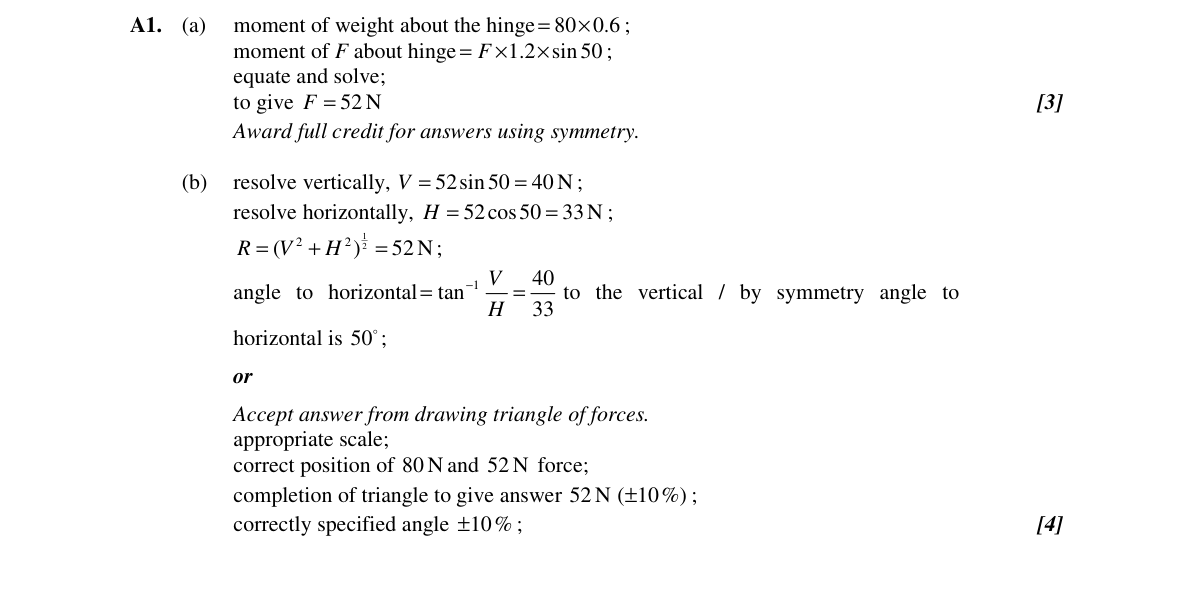 A1. (a) moment of weight about the hinge = 80×0.6 ;
moment of F about hinge = F×1.2×sin 50 ;
equate and solve;
to give F = 52 N [3]
Award full credit for answers using symmetry.
(b) resolve vertically, V = 52 sin 50 = 40 N ;
resolve horizontally, H = 52 cos 50 = 33 N ;
R = (V² + H²)^½ = 52 N ;
angle to horizontal = tan⁻¹ V/H = 40/33 to the vertical / by symmetry angle to
horizontal is 50° ;
or
Accept answer from drawing triangle of forces.
appropriate scale;
correct position of 80 N and 52 N force;
completion of triangle to give answer 52 N (±10 %) ;
correctly specified angle ±10 % ; [4]